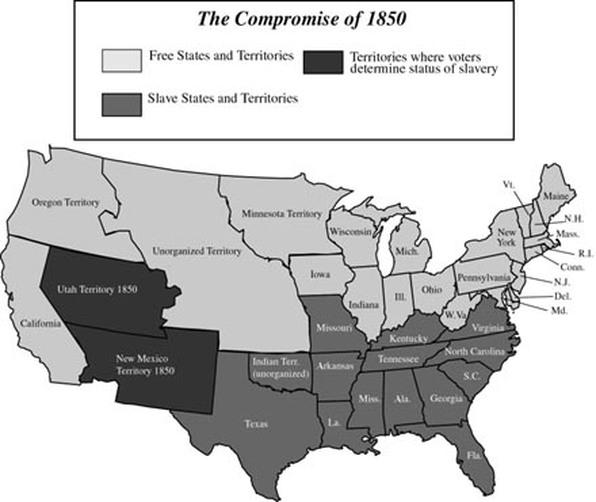 The Compromise of 1850
Free States and Territories
Territories where voters
determine status of slavery
Slave States and Territories
Oregon Territory
Minnesota Territory
Unorganized Territory
Wisconsin
Mich.
Vt.
Maine
N.H.
New
York
Mass.
R.I.
Conn.
Pennsylvania
N.J.
Del.
Md.
Utah Territory 1850
Iowa
Indiana
Ill.
Ohio
W.Va
California
Missouri
Kentucky
Virginia
New Mexico
Territory 1850
Indian Terr.
(unorganized)
Arkansas
Tennessee
North Carolina
S.C.
Texas
La.
Miss.
Ala.
Georgia
Fla.